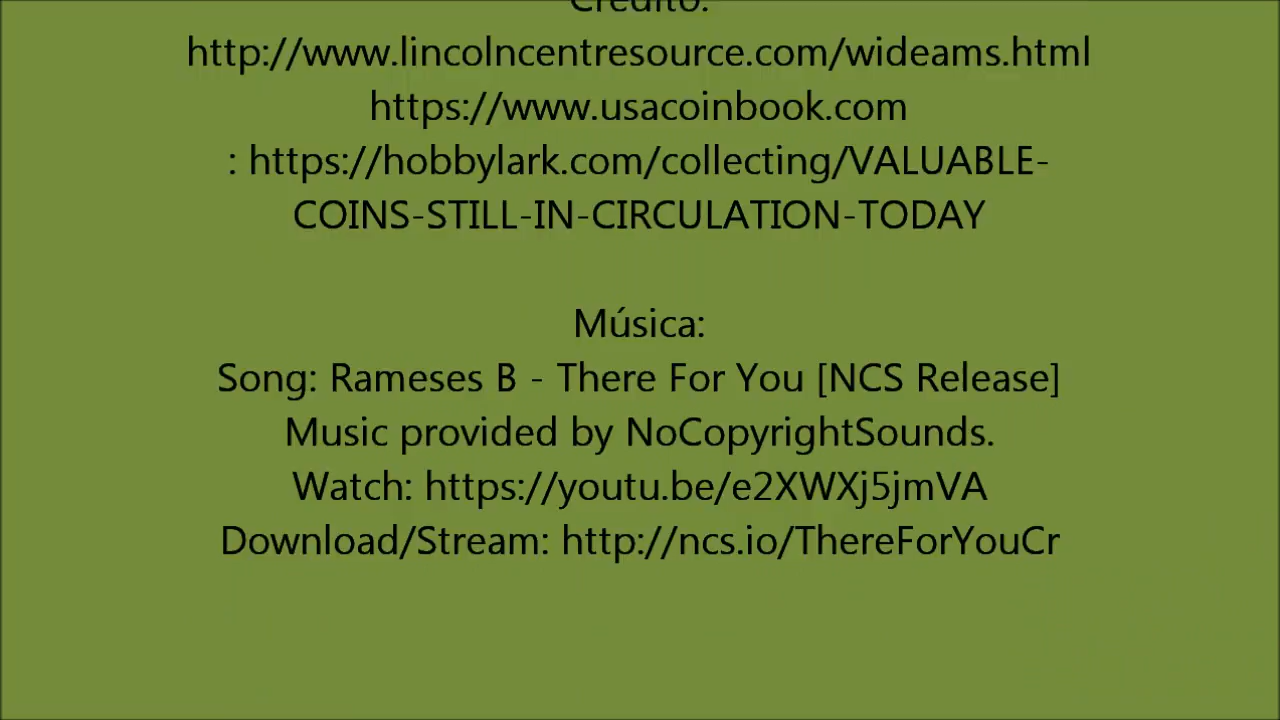 Crédito:
http://www.lincolncentresource.com/wideams.html
https://www.usacoinbook.com
: https://hobbylark.com/collecting/VALUABLE-
COINS-STILL-IN-CIRCULATION-TODAY
Música:
Song: Rameses B - There For You [NCS Release]
Music provided by NoCopyrightSounds.
Watch: https://youtu.be/e2XWXj5jmVA
Download/Stream: http://ncs.io/ThereForYouCr